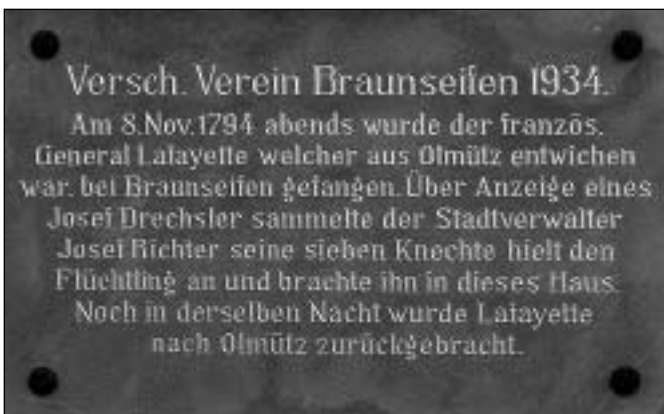 Versch. Verein Braunseifen 1934.
Am 8. Nov. 1794 abends wurde der französ.
General Lafayette welcher aus Olmütz entwichen
war. bei Braunseifen gefangen. Über Anzeige eines
Josef Drechsler sammelte der Stadtverwalter
Josef Richter seine sieben Knechte hielt den
Flüchtling an und brachte ihn in dieses Haus.
Noch in derselben Nacht wurde Lafayette
nach Olmütz zurückgebracht.